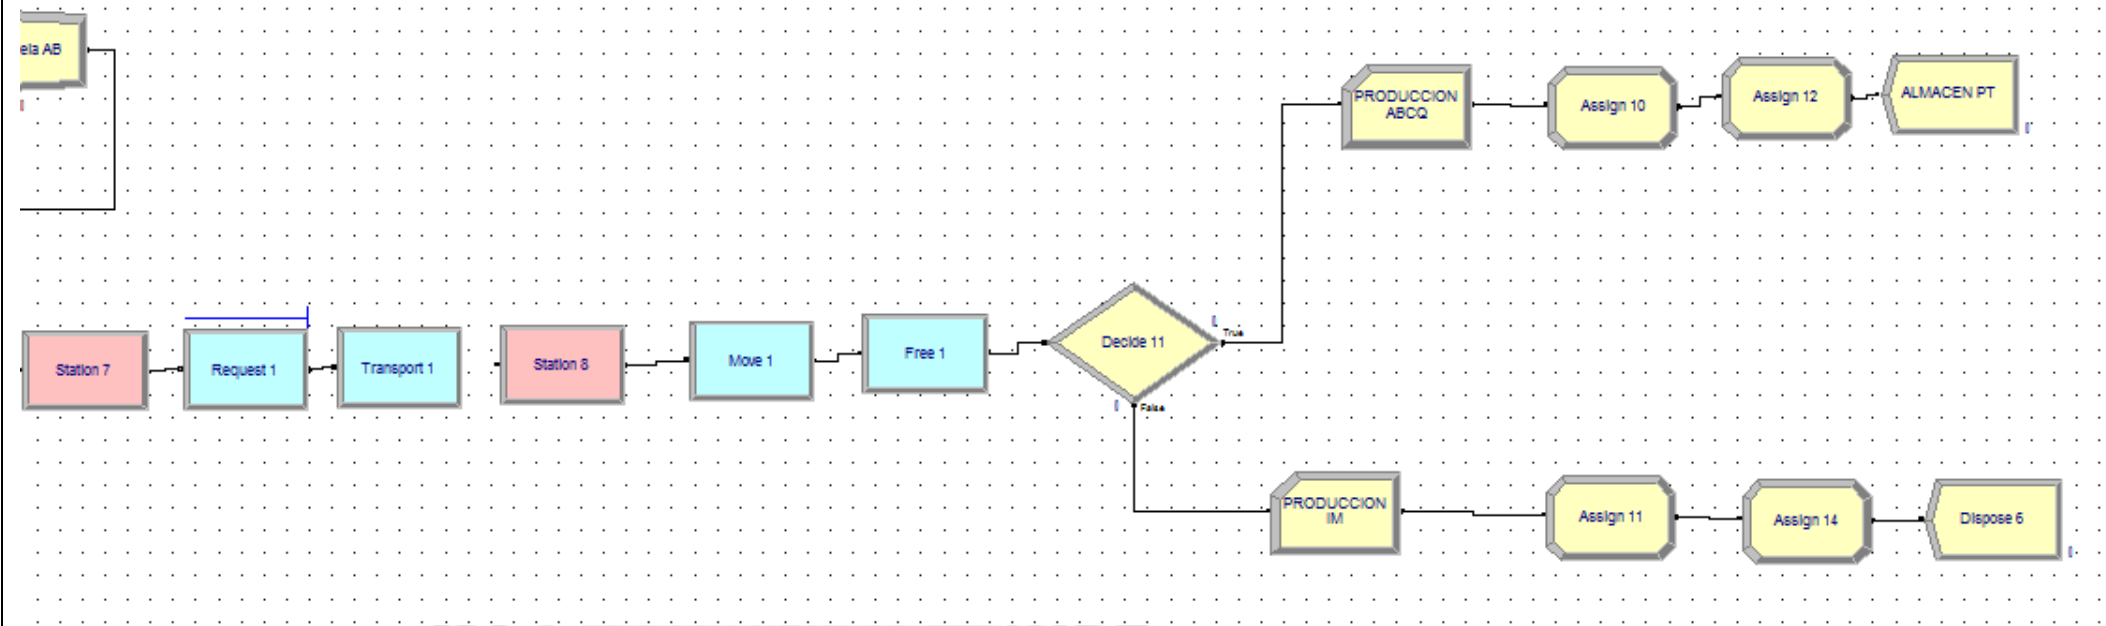 ela AB
PRODUCCION
ABCQ
Assign 10
Assign 12
ALMACEN PT
Station 7
Request 1
Transport 1
Station 8
Move 1
Free 1
Decide 11
True
False
PRODUCCION
IM
Assign 11
Assign 14
Dispose 6